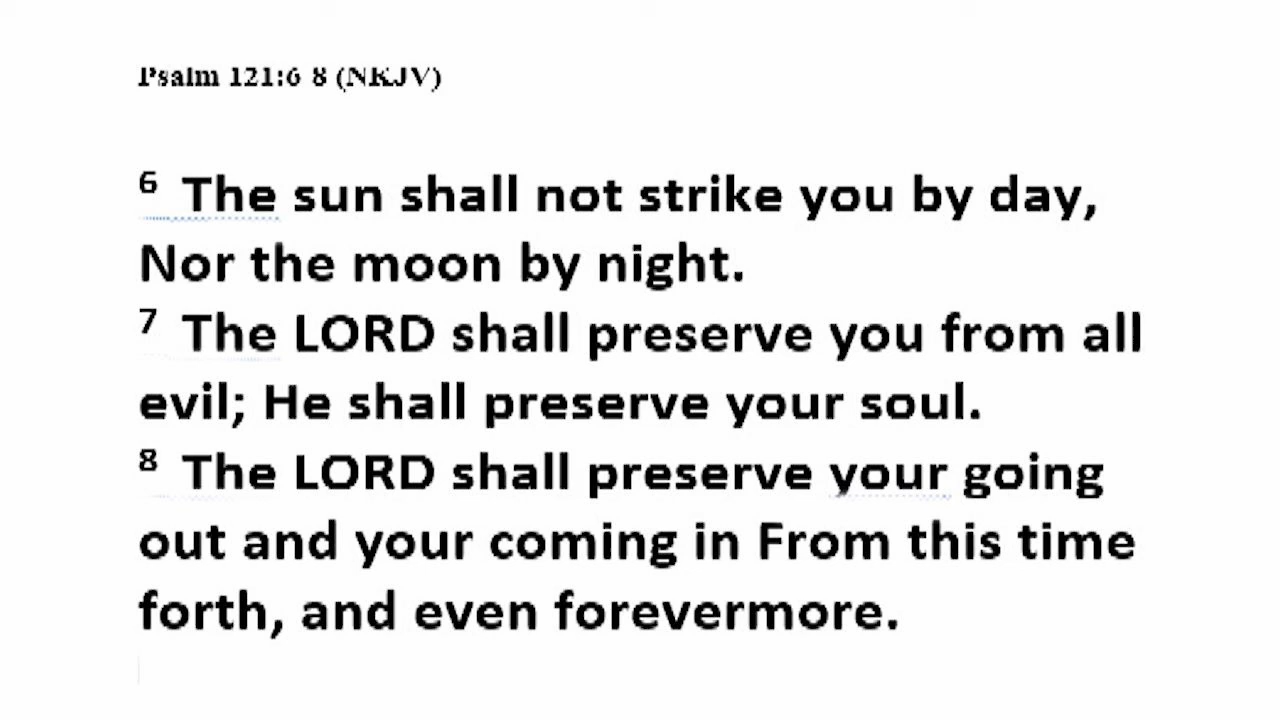 Psalm 121:6 8 (NKJV)
6 The sun shall not strike you by day,
Nor the moon by night.
7 The LORD shall preserve you from all
evil; He shall preserve your soul.
8 The LORD shall preserve your going
out and your coming in From this time
forth, and even forevermore.